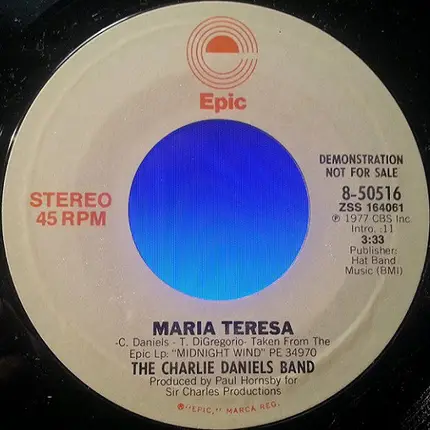 Epic
DEMONSTRATION
NOT FOR SALE
STEREO
45 RPM
8-50516
ZSS 164061
℗ 1977 CBS Inc.
Intro. :11
3:33
Publisher:
Hat Band
Music (BMI)
MARIA TERESA
-C. Daniels - T. DiGregorio- Taken From The
Epic Lp: "MIDNIGHT WIND" PE 34970
THE CHARLIE DANIELS BAND
Produced by Paul Hornsby for
Sir Charles Productions
®"EPIC," MARCA REG.